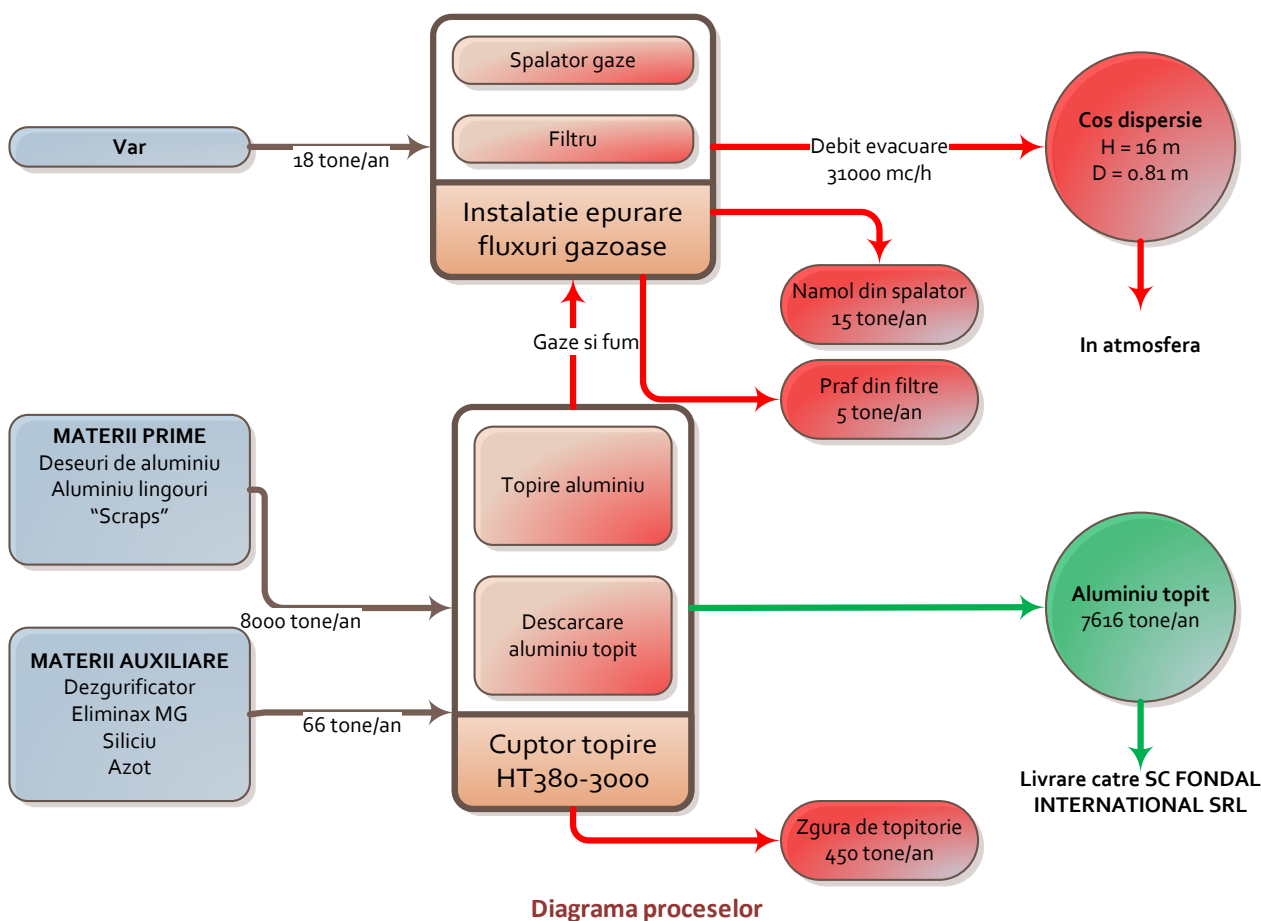 Spalator gaze
Filtru
Instalatie epurare
fluxuri gazoase
Var
18 tone/an
Debit evacuare
31000 mc/h
Cos dispersie
H = 16 m
D = 0.81 m
In atmosfera
Namol din spalator
15 tone/an
Praf din filtre
5 tone/an
Gaze si fum
MATERII PRIME
Deseuri de aluminiu
Aluminiu lingouri
“Scraps”
8000 tone/an
MATERII AUXILIARE
Dezgurificator
Eliminax MG
Siliciu
Azot
66 tone/an
Topire aluminiu
Descarcare
aluminiu topit
Cuptor topire
HT380-3000
Aluminiu topit
7616 tone/an
Livrare catre SC FONDAL
INTERNATIONAL SRL
Zgura de topitorie
450 tone/an
Diagrama proceselor